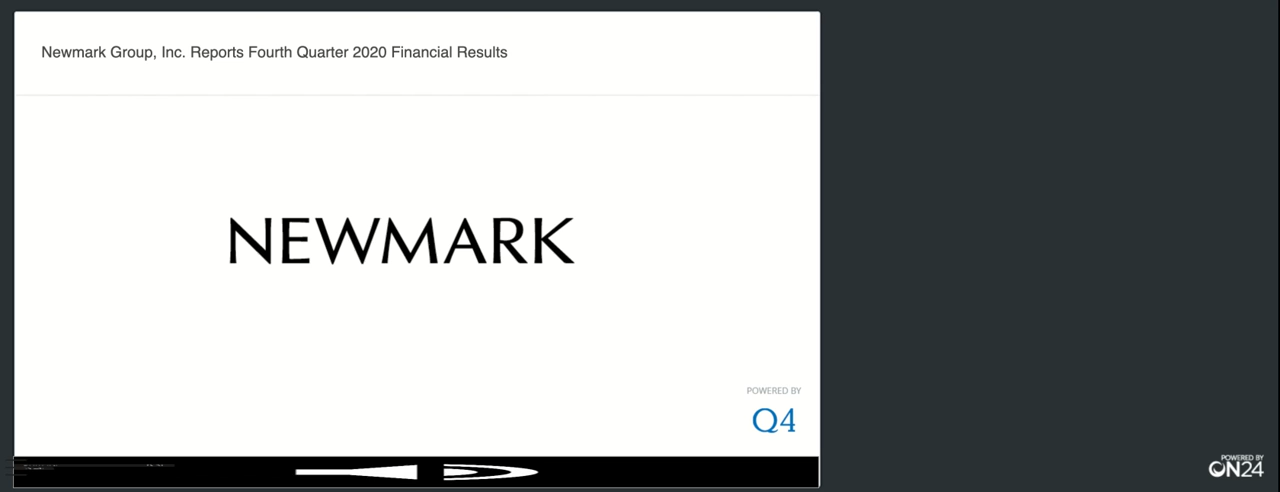 Newmark Group, Inc. Reports Fourth Quarter 2020 Financial Results
NEWMARK
POWERED BY
Q4
POWERED BY
ON24